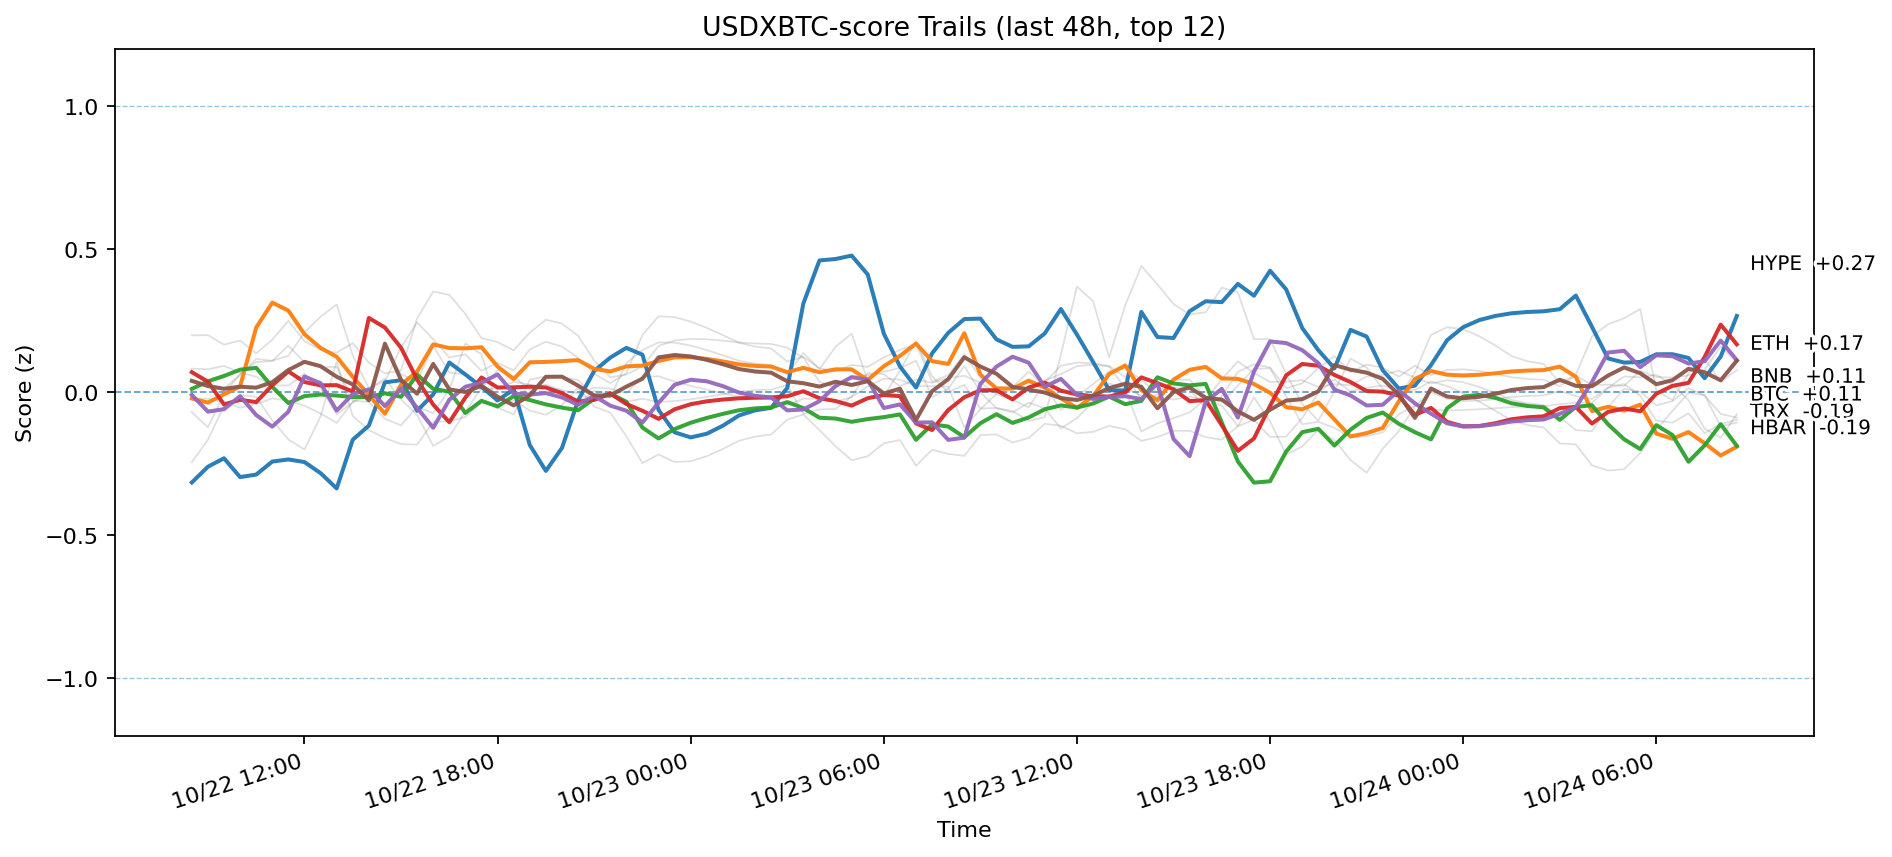 USDXBTC-score Trails (last 48h, top 12)
Score (z)
1.0
0.5
0.0
−0.5
−1.0
HYPE +0.27
ETH +0.17
BNB +0.11
BTC +0.11
TRX -0.19
HBAR -0.19
10/22 12:00
10/22 18:00
10/23 00:00
10/23 06:00
10/23 12:00
10/23 18:00
10/24 00:00
10/24 06:00
Time